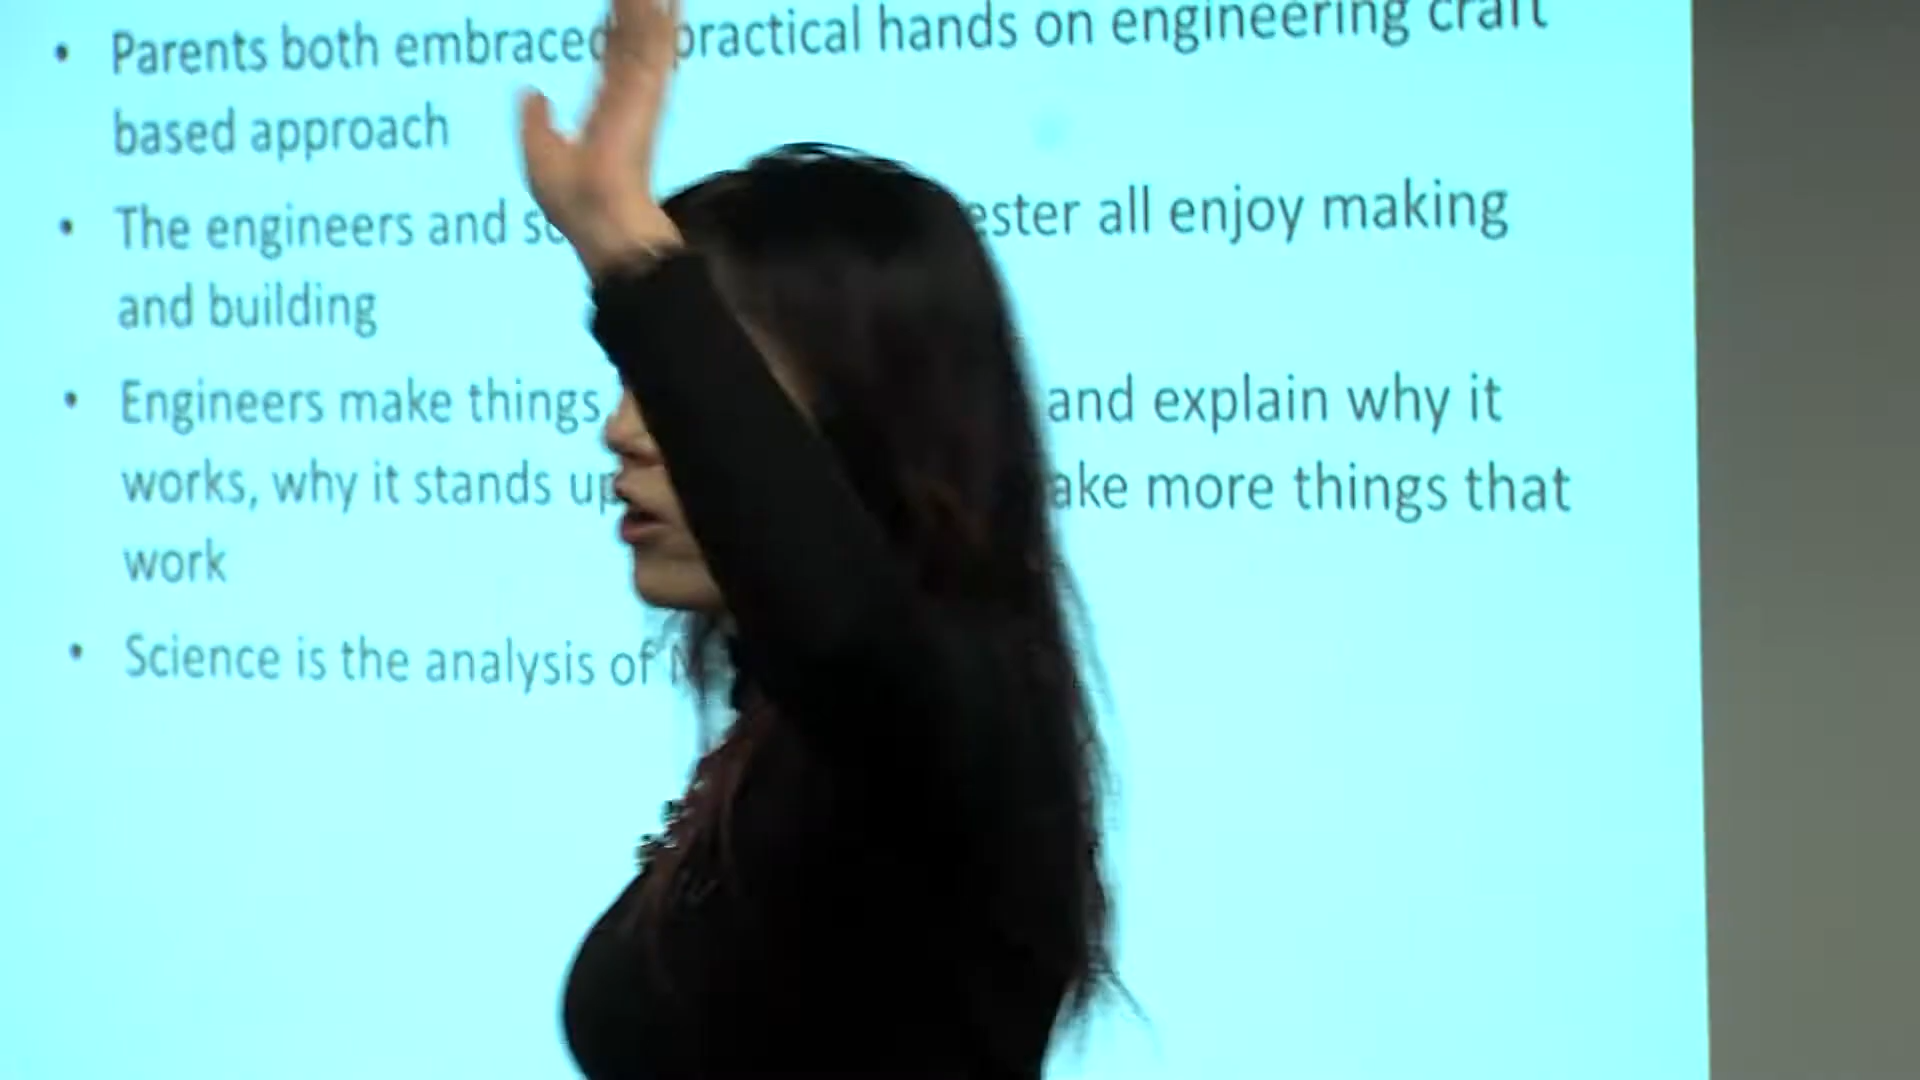 • Parents both embraced practical hands on engineering craft
based approach
• The engineers and all enjoy making
and building
• Engineers make things and explain why it
works, why it stands up more things that
work
• Science is the analysis of